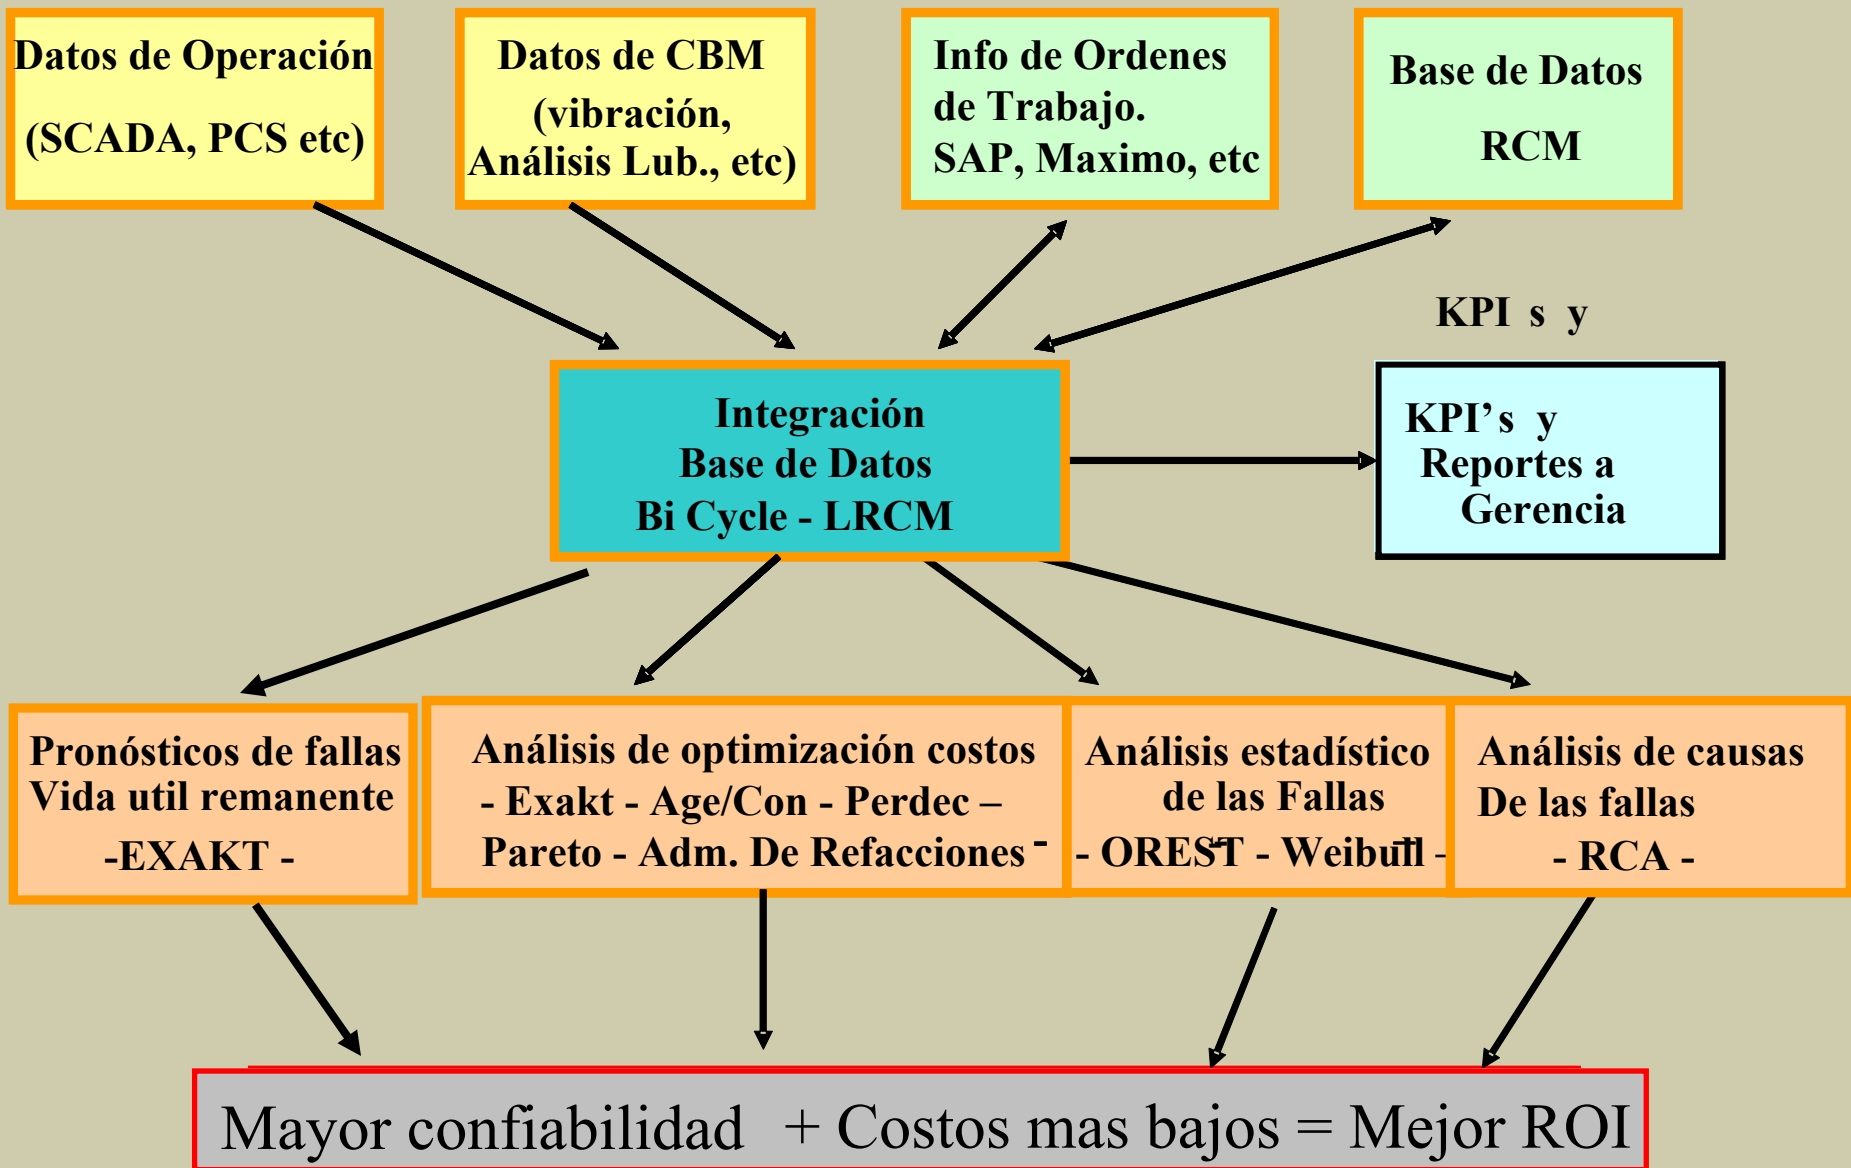 Datos de Operación
(SCADA, PCS etc)
Datos de CBM
(vibración,
Análisis Lub., etc)
Info de Ordenes
de Trabajo.
SAP, Maximo, etc
Base de Datos
RCM
KPI s y
Integración
Base de Datos
Bi Cycle - LRCM
KPI's y
Reportes a
Gerencia
Pronósticos de fallas
Vida util remanente
-EXAKT -
Análisis de optimización costos
- Exakt - Age/Con - Perdec –
Pareto - Adm. De Refacciones -
Análisis estadístico
de las Fallas
- OREST - Weibull -
Análisis de causas
De las fallas
- RCA -
Mayor confiabilidad + Costos mas bajos = Mejor ROI